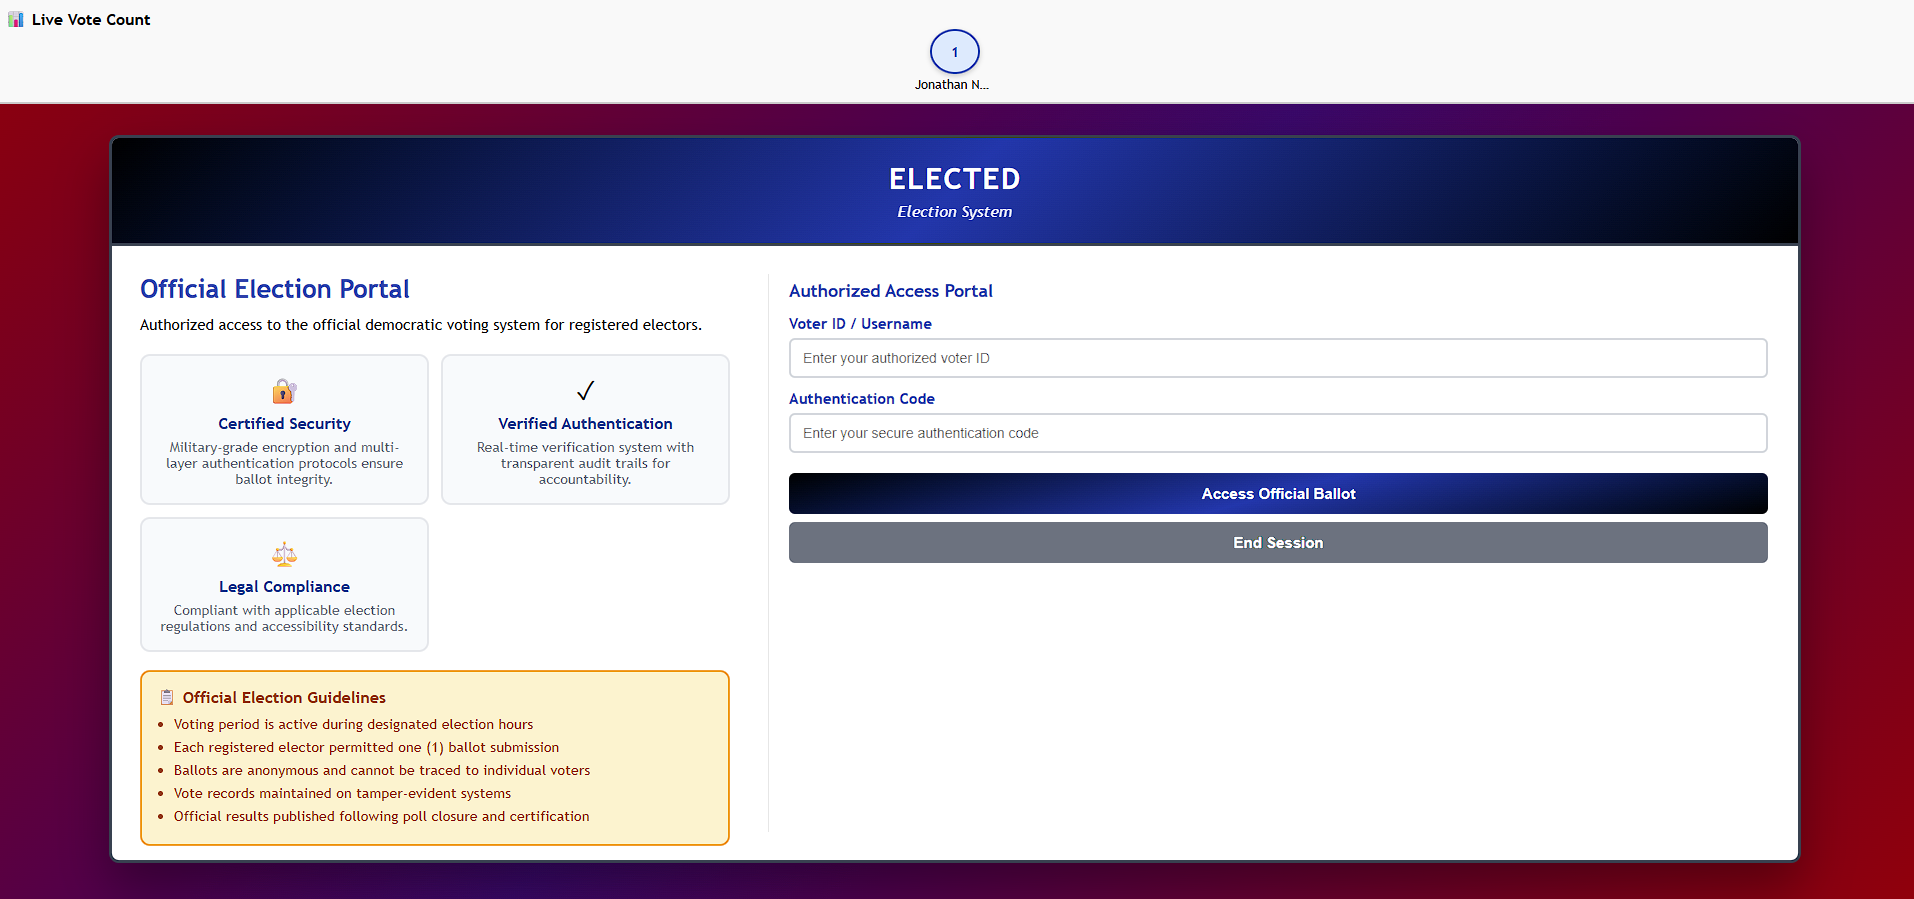 Live Vote Count
1
Jonathan N...
ELECTED
Election System
Official Election Portal
Authorized access to the official democratic voting system for registered electors.
Certified Security
Military-grade encryption and multi-
layer authentication protocols ensure
ballot integrity.
✓
Verified Authentication
Real-time verification system with
transparent audit trails for
accountability.
Legal Compliance
Compliant with applicable election
regulations and accessibility standards.
Official Election Guidelines
• Voting period is active during designated election hours
• Each registered elector permitted one (1) ballot submission
• Ballots are anonymous and cannot be traced to individual voters
• Vote records maintained on tamper-evident systems
• Official results published following poll closure and certification
Authorized Access Portal
Voter ID / Username
Enter your authorized voter ID
Authentication Code
Enter your secure authentication code
Access Official Ballot
End Session